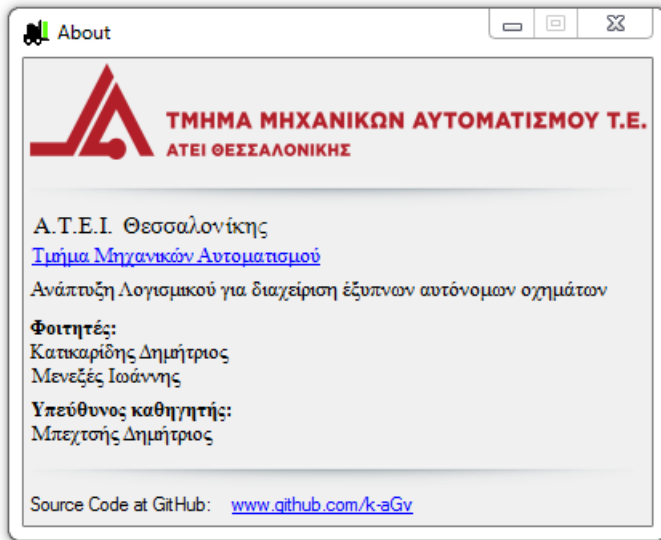 About
ΤΜΗΜΑ ΜΗΧΑΝΙΚΩΝ ΑΥΤΟΜΑΤΙΣΜΟΥ Τ.Ε.
ΑΤΕΙ ΘΕΣΣΑΛΟΝΙΚΗΣ
Α.Τ.Ε.Ι. Θεσσαλονίκης
Τμήμα Μηχανικών Αυτοματισμού
Ανάπτυξη Λογισμικού για διαχείριση έξυπνων αυτόνομων οχημάτων
Φοιτητές:
Κατικαρίδης Δημήτριος
Μενεξές Ιωάννης
Υπεύθυνος καθηγητής:
Μπεχτσής Δημήτριος
Source Code at GitHub: www.github.com/k-aGv